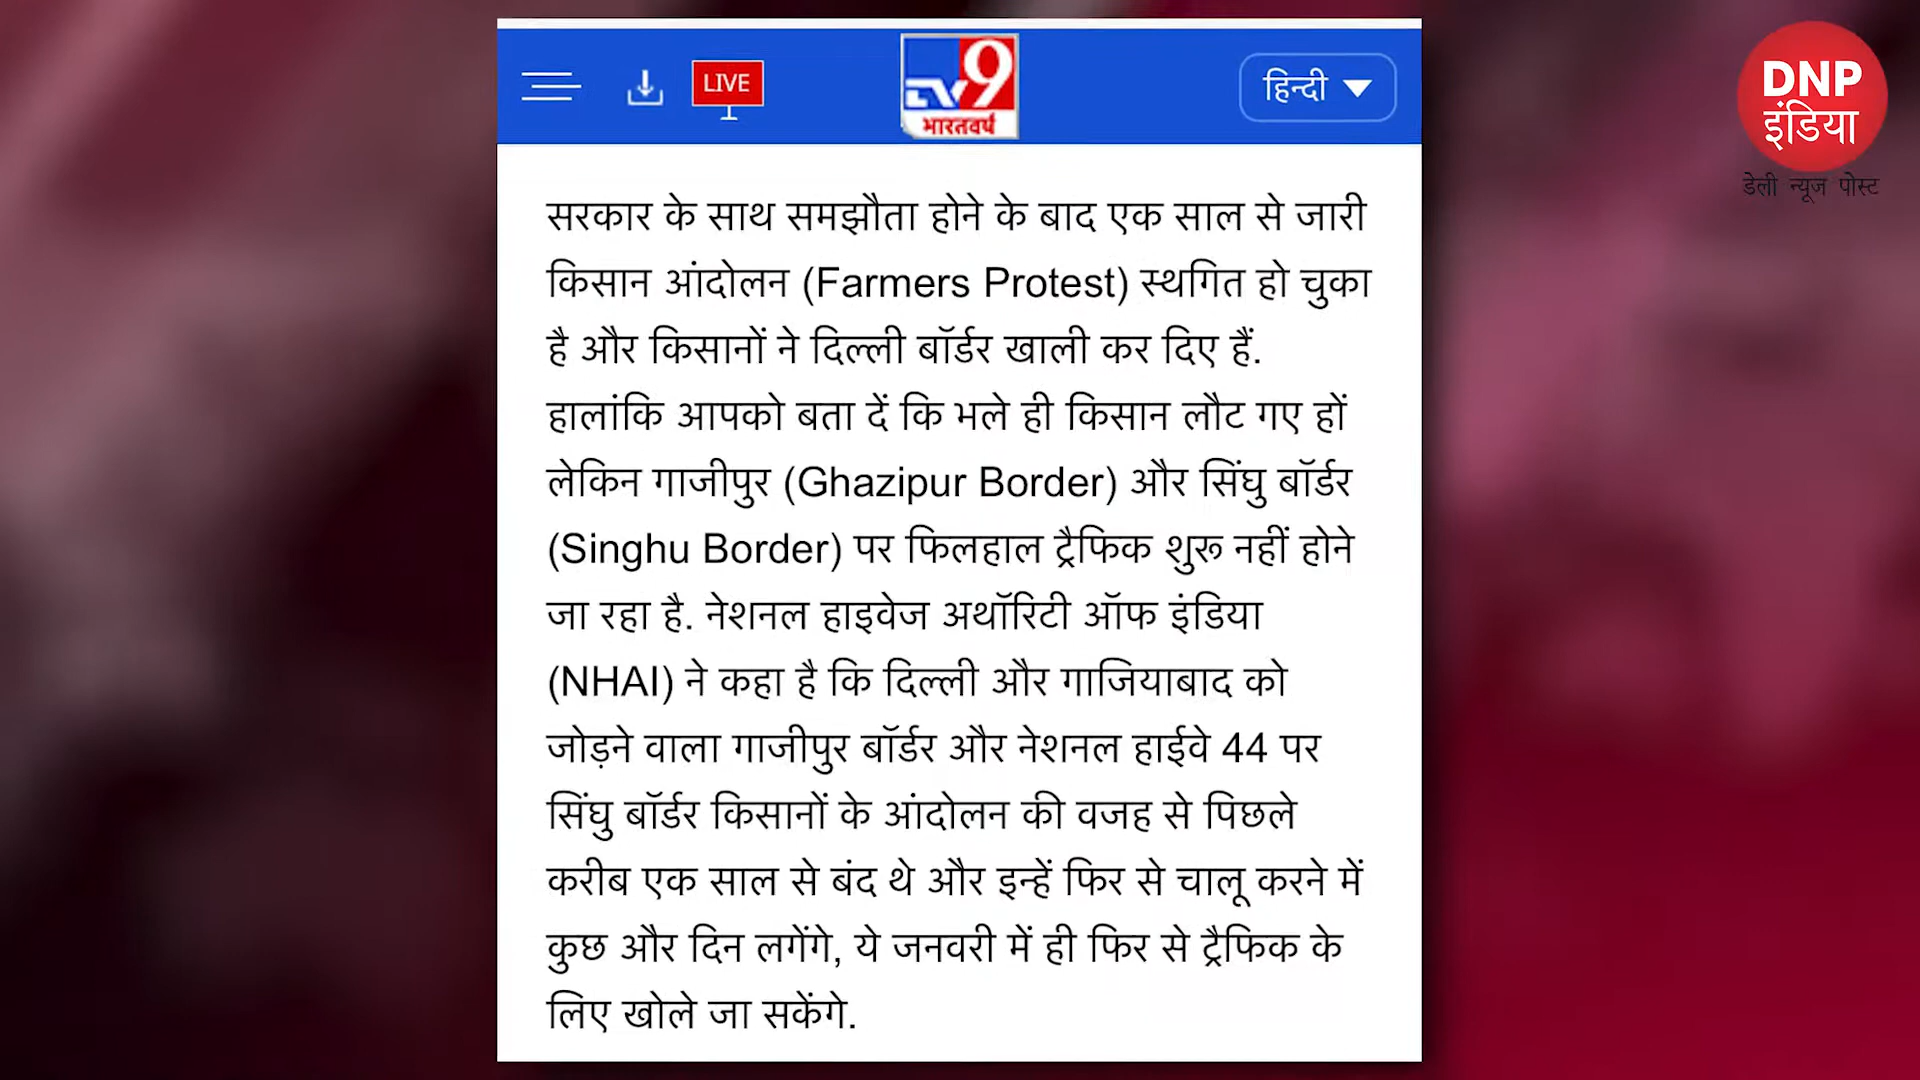 LIVE
TV9
भारतवर्ष
हिन्दी
DNP
इंडिया
डेली न्यूज पोस्ट
सरकार के साथ समझौता होने के बाद एक साल से जारी
किसान आंदोलन (Farmers Protest) स्थगित हो चुका
है और किसानों ने दिल्ली बॉर्डर खाली कर दिए हैं.
हालांकि आपको बता दें कि भले ही किसान लौट गए हों
लेकिन गाजीपुर (Ghazipur Border) और सिंघु बॉर्डर
(Singhu Border) पर फिलहाल ट्रैफिक शुरू नहीं होने
जा रहा है. नेशनल हाइवेज अथॉरिटी ऑफ इंडिया
(NHAI) ने कहा है कि दिल्ली और गाजियाबाद को
जोड़ने वाला गाजीपुर बॉर्डर और नेशनल हाईवे 44 पर
सिंघु बॉर्डर किसानों के आंदोलन की वजह से पिछले
करीब एक साल से बंद थे और इन्हें फिर से चालू करने में
कुछ और दिन लगेंगे, ये जनवरी में ही फिर से ट्रैफिक के
लिए खोले जा सकेंगे.